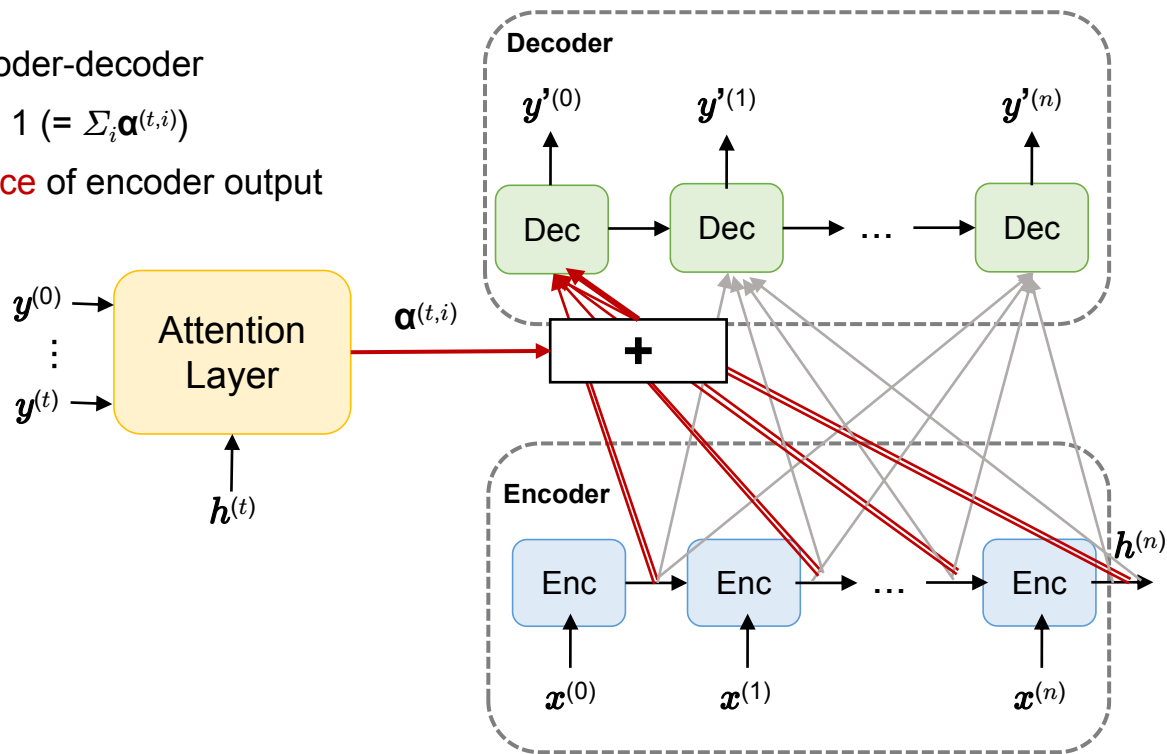 oder-decoder
1 (= Σᵢα⁽ᵗ,ⁱ⁾)
ce of encoder output
Decoder
y'⁽⁰⁾ y'⁽¹⁾ y'⁽ⁿ⁾
Dec Dec ... Dec
y⁽⁰⁾
⋮
y⁽ᵗ⁾
Attention
Layer
α⁽ᵗ,ⁱ⁾
+
h⁽ᵗ⁾
Encoder
h⁽ⁿ⁾
Enc Enc ... Enc
x⁽⁰⁾ x⁽¹⁾ x⁽ⁿ⁾